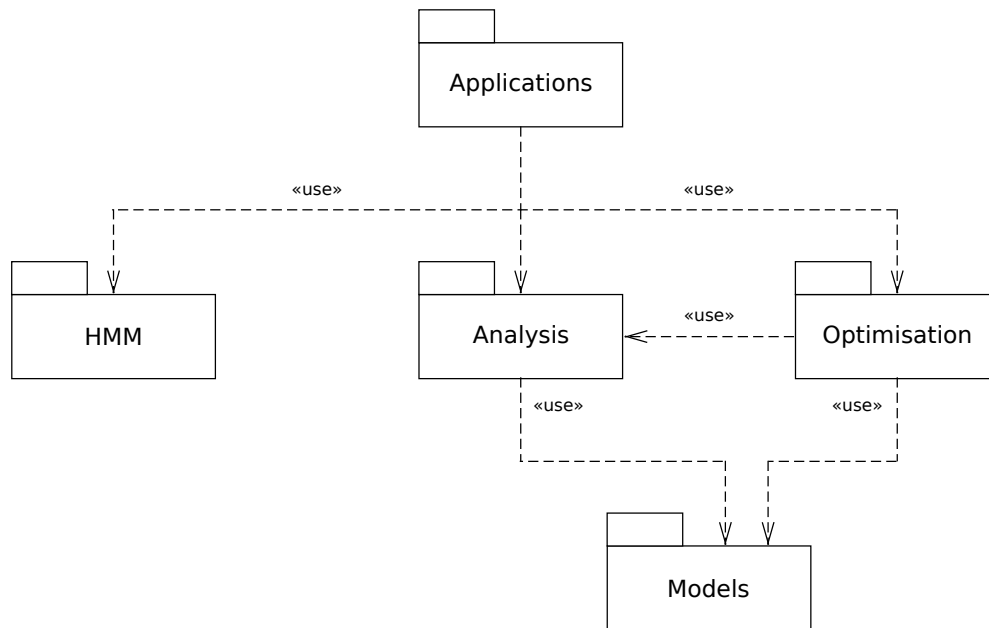 Applications
«use» «use»
HMM
Analysis
«use»
Optimisation
«use»
«use»
Models